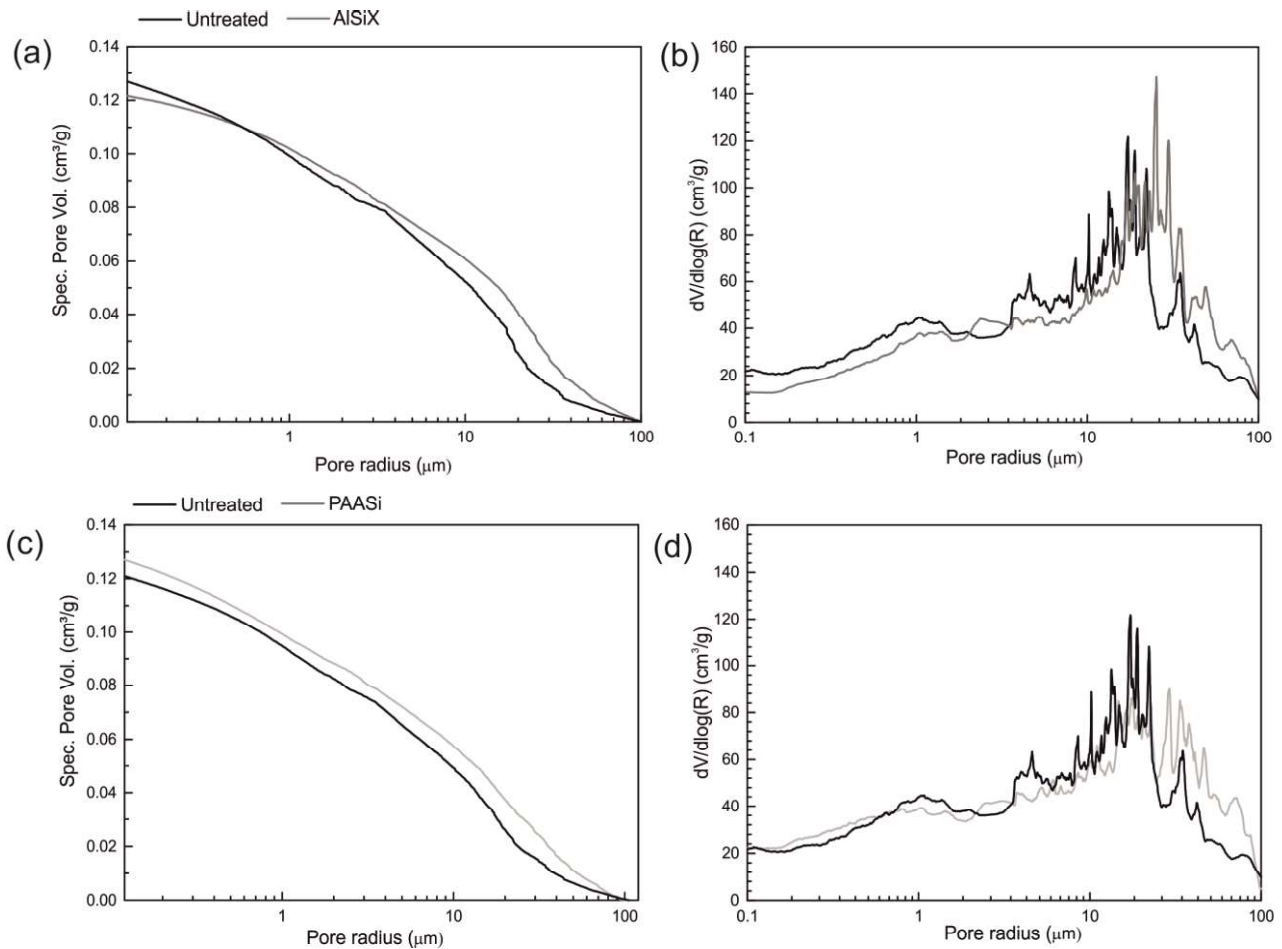 Untreated AlSiX
(a)
Spec. Pore Vol. (cm³/g)
0.14
0.12
0.10
0.08
0.06
0.04
0.02
0.00
1 10 100
Pore radius (μm)
(b)
dV/dlog(R) (cm³/g)
160
140
120
100
80
60
40
20
0
0.1 1 10 100
Pore radius (μm)
Untreated PAASi
(c)
Spec. Pore Vol. (cm³/g)
0.14
0.12
0.10
0.08
0.06
0.04
0.02
0.00
1 10 100
Pore radius (μm)
(d)
dV/dlog(R) (cm³/g)
160
140
120
100
80
60
40
20
0
0.1 1 10 100
Pore radius (μm)